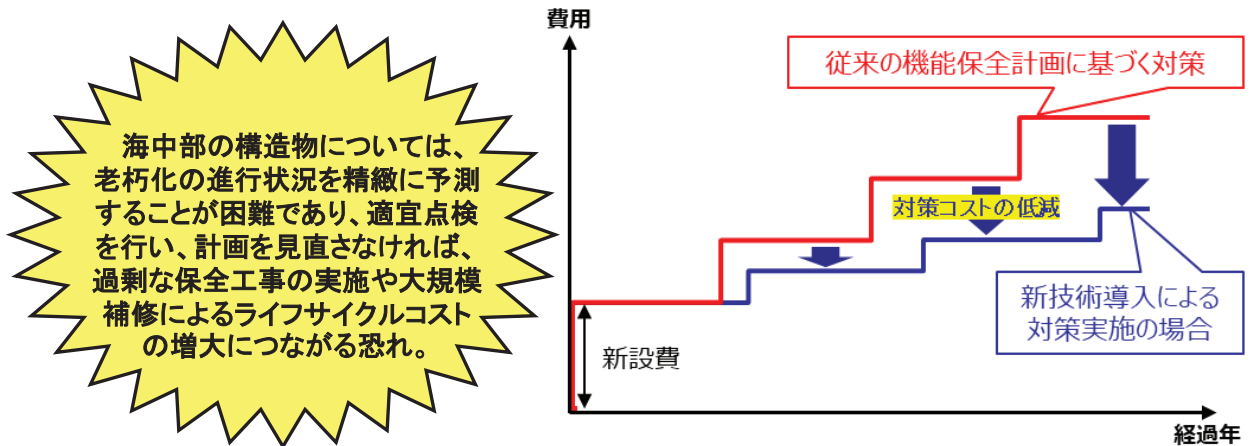 海中部の構造物については、
老朽化の進行状況を精緻に予測
することが困難であり、適宜点検
を行い、計画を見直さなければ、
過剰な保全工事の実施や大規模
補修によるライフサイクルコスト
の増大につながる恐れ。
費用
従来の機能保全計画に基づく対策
対策コストの低減
新技術導入による
対策実施の場合
新設費
経過年